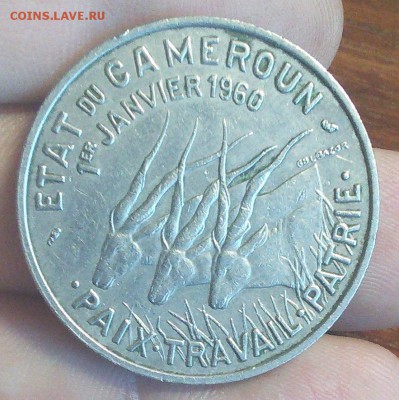 COINS.LAVE.RU
ETAT DU CAMEROUN
1ER JANVIER 1960
PAIX·TRAVAIL·PATRIE·